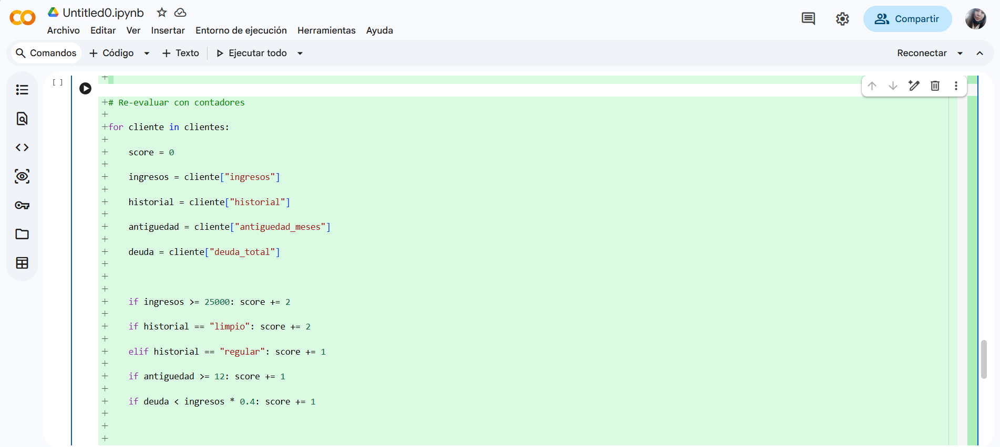 Untitled0.ipynb
Archivo Editar Ver Insertar Entorno de ejecución Herramientas Ayuda
Compartir
Comandos + Código + Texto Ejecutar todo Reconectar
[ ]
+
+# Re-evaluar con contadores
+
+for cliente in clientes:
+
+    score = 0
+
+    ingresos = cliente["ingresos"]
+
+    historial = cliente["historial"]
+
+    antiguedad = cliente["antiguedad_meses"]
+
+    deuda = cliente["deuda_total"]
+
+
+
+    if ingresos >= 25000: score += 2
+
+    if historial == "limpio": score += 2
+
+    elif historial == "regular": score += 1
+
+    if antiguedad >= 12: score += 1
+
+    if deuda < ingresos * 0.4: score += 1
+
+
+